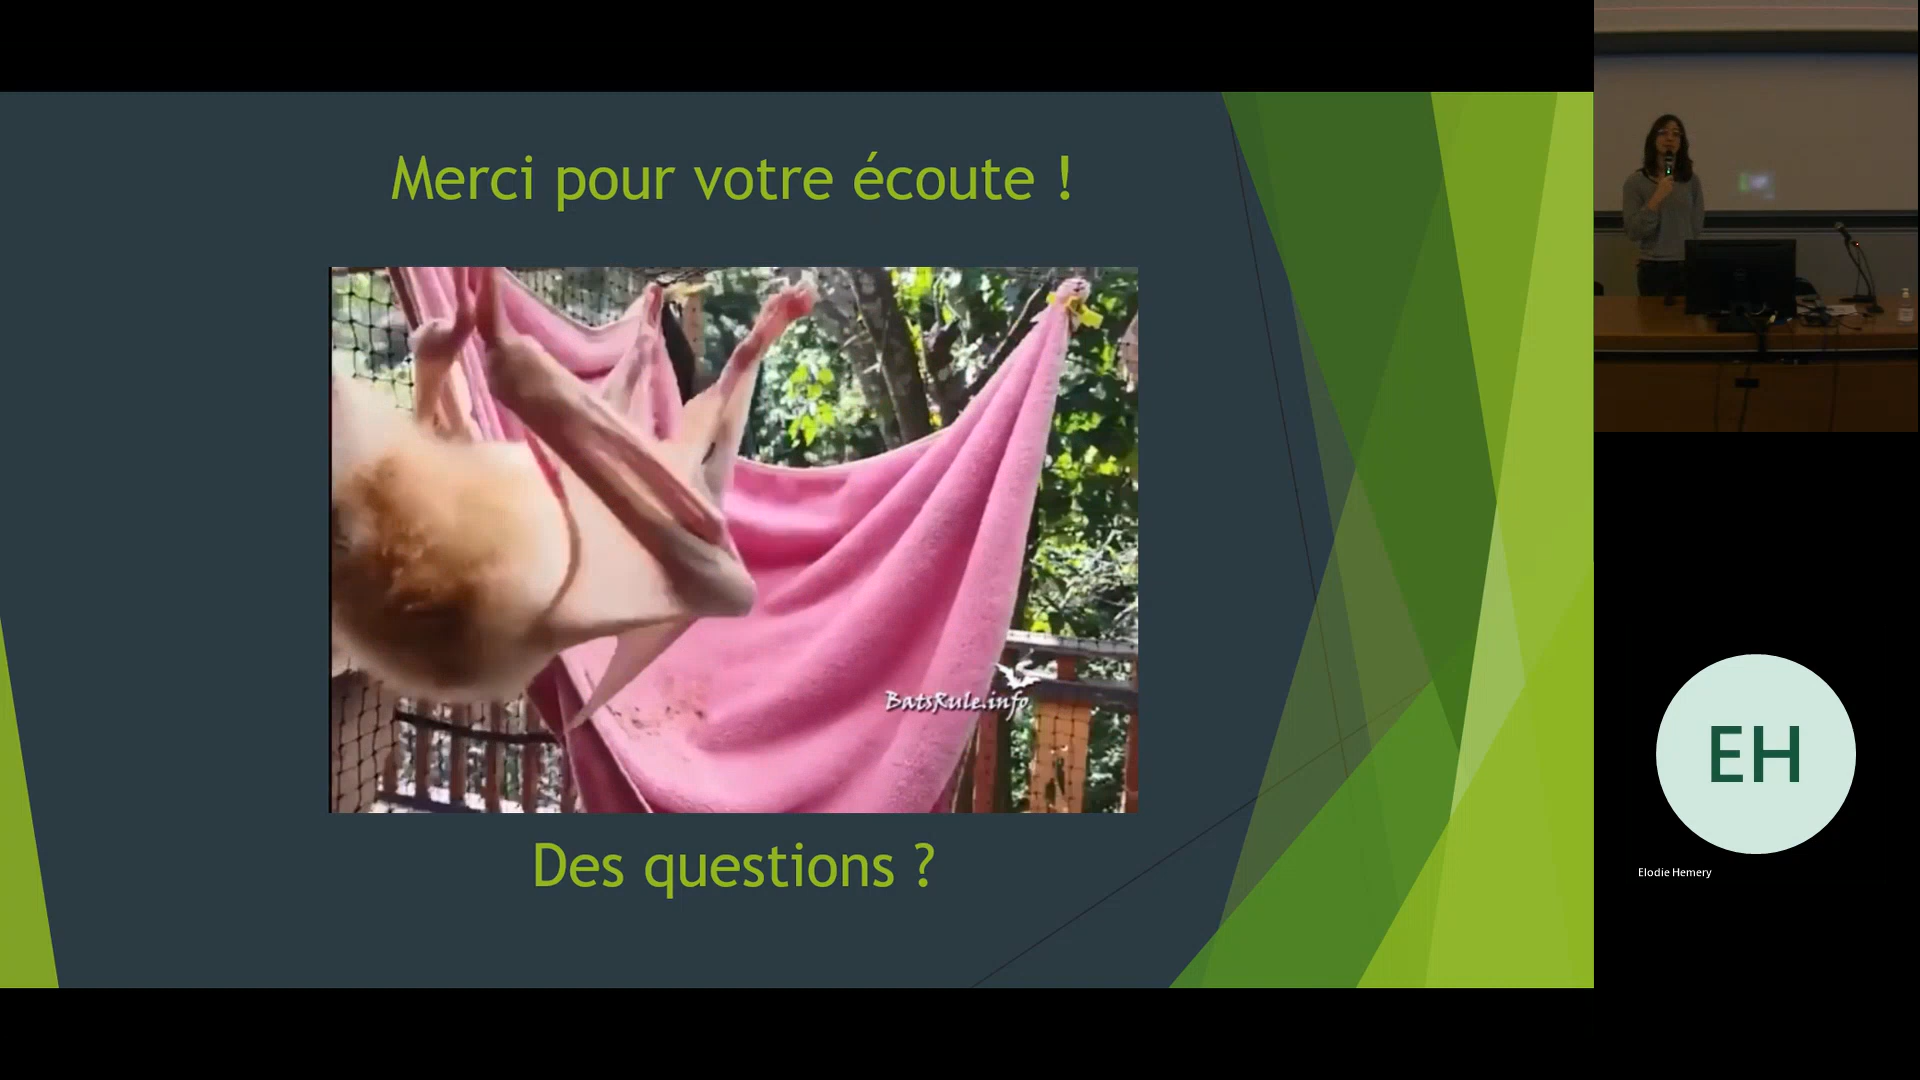 Merci pour votre écoute !
BatsRule.info
Des questions ?
EH
Elodie Hemery